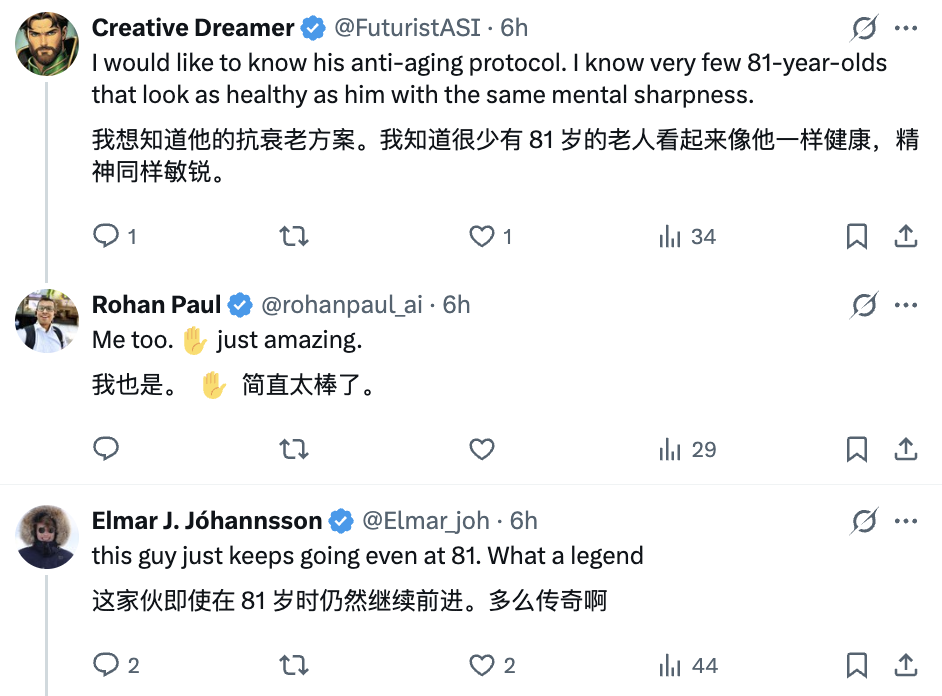 Creative Dreamer @FuturistASI · 6h
I would like to know his anti-aging protocol. I know very few 81-year-olds
that look as healthy as him with the same mental sharpness.
我想知道他的抗衰老方案。我知道很少有 81 岁的老人看起来像他一样健康，精
神同样敏锐。
1 1 34
Rohan Paul @rohanpaul_ai · 6h
Me too. ✋ just amazing.
我也是。 ✋ 简直太棒了。
29
Elmar J. Jóhannsson @Elmar_joh · 6h
this guy just keeps going even at 81. What a legend
这家伙即使在 81 岁时仍然继续前进。多么传奇啊
2 2 44